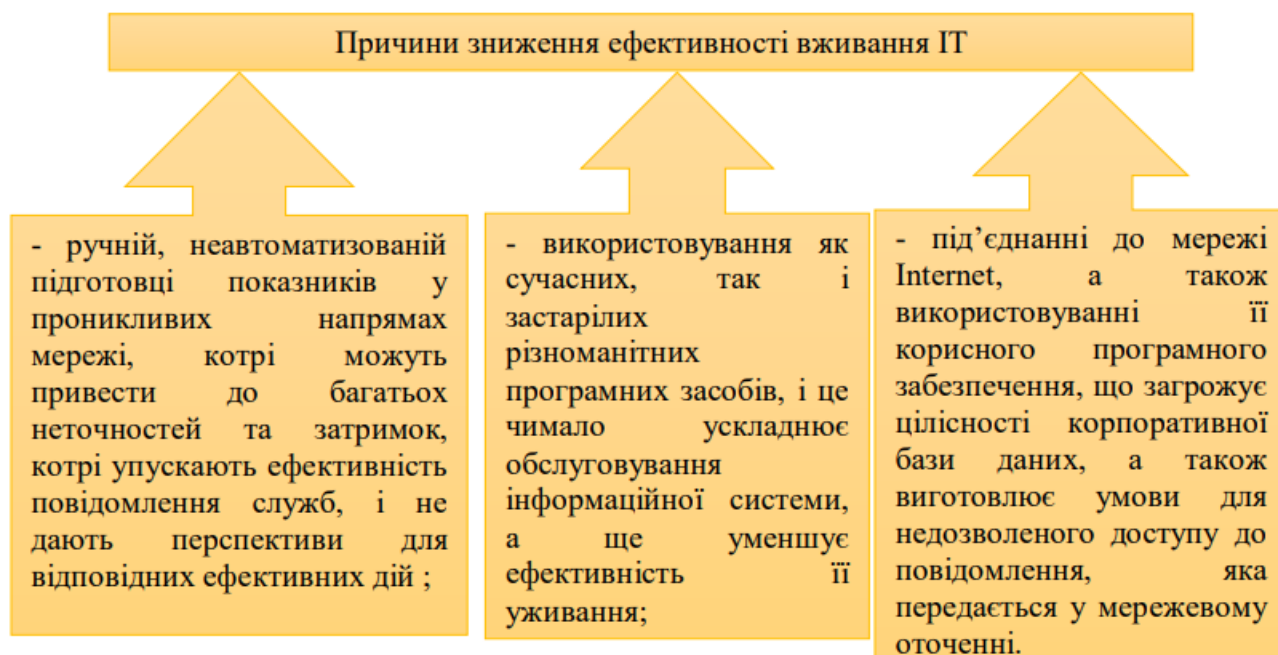 Причини зниження ефективності вживання ІТ
- ручній, неавтоматизованій
підготовці показників у
проникливих напрямах
мережі, котрі можуть
привести до багатьох
неточностей та затримок,
котрі упускають ефективність
повідомлення служб, і не
дають перспективи для
відповідних ефективних дій ;
- використовування як
сучасних, так і
застарілих
різноманітних
програмних засобів, і це
чимало ускладнює
обслуговування
інформаційної системи,
а ще уменшує
ефективність її
уживання;
- під’єднанні до мережі
Internet, а також
використовуванні її
корисного програмного
забезпечення, що загрожує
цілісності корпоративної
бази даних, а також
виготовлює умови для
недозволеного доступу до
повідомлення, яка
передається у мережевому
оточенні.